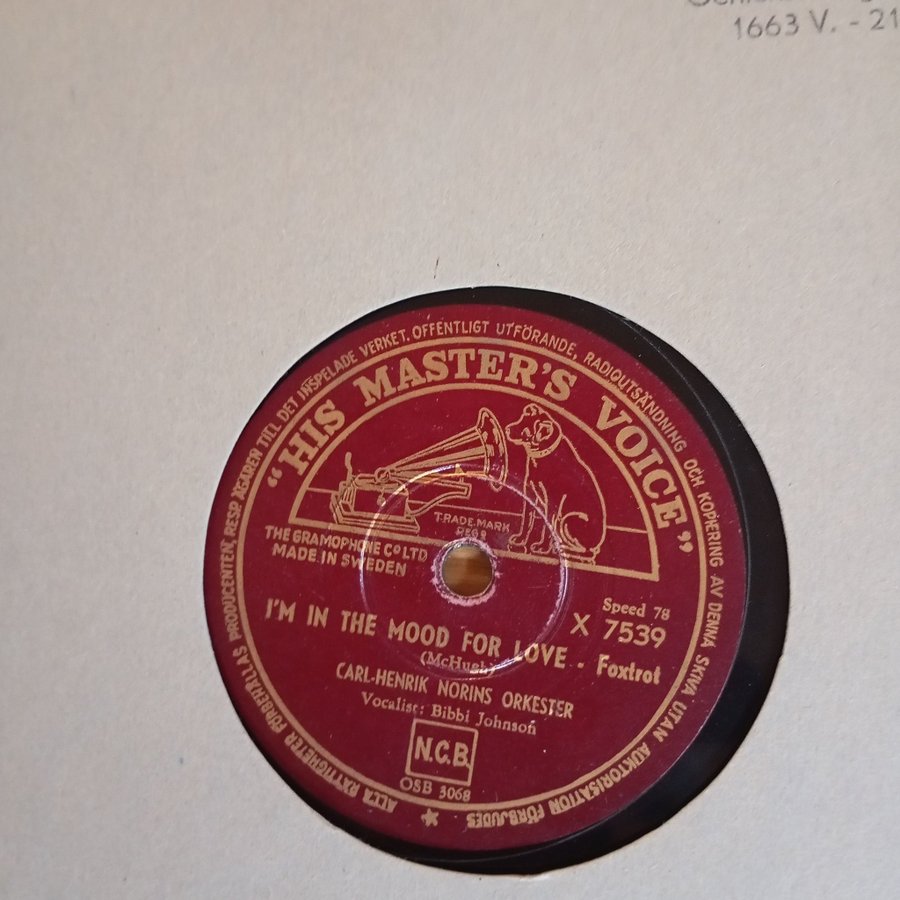 1663 V. - 21
ALLA RÄTTIGHETER FÖRBEHÅLLAS PRODUCENTEN, RESP. ÄGAREN TILL DET INSPELADE VERKET. OFFENTLIGT UTFÖRANDE, RADIOUTSÄNDNING OCH KOPIERING AV DENNA SKIVA UTAN AUKTORISATION FÖRBJUDES
"HIS MASTER'S VOICE"
TRADE MARK
REGD
THE GRAMOPHONE CO LTD
MADE IN SWEDEN
Speed 78
X 7539
I'M IN THE MOOD FOR LOVE - Foxtrot
(McHugh)
CARL-HENRIK NORINS ORKESTER
Vocalist: Bibbi Johnson
N.C.B.
OSB 3068